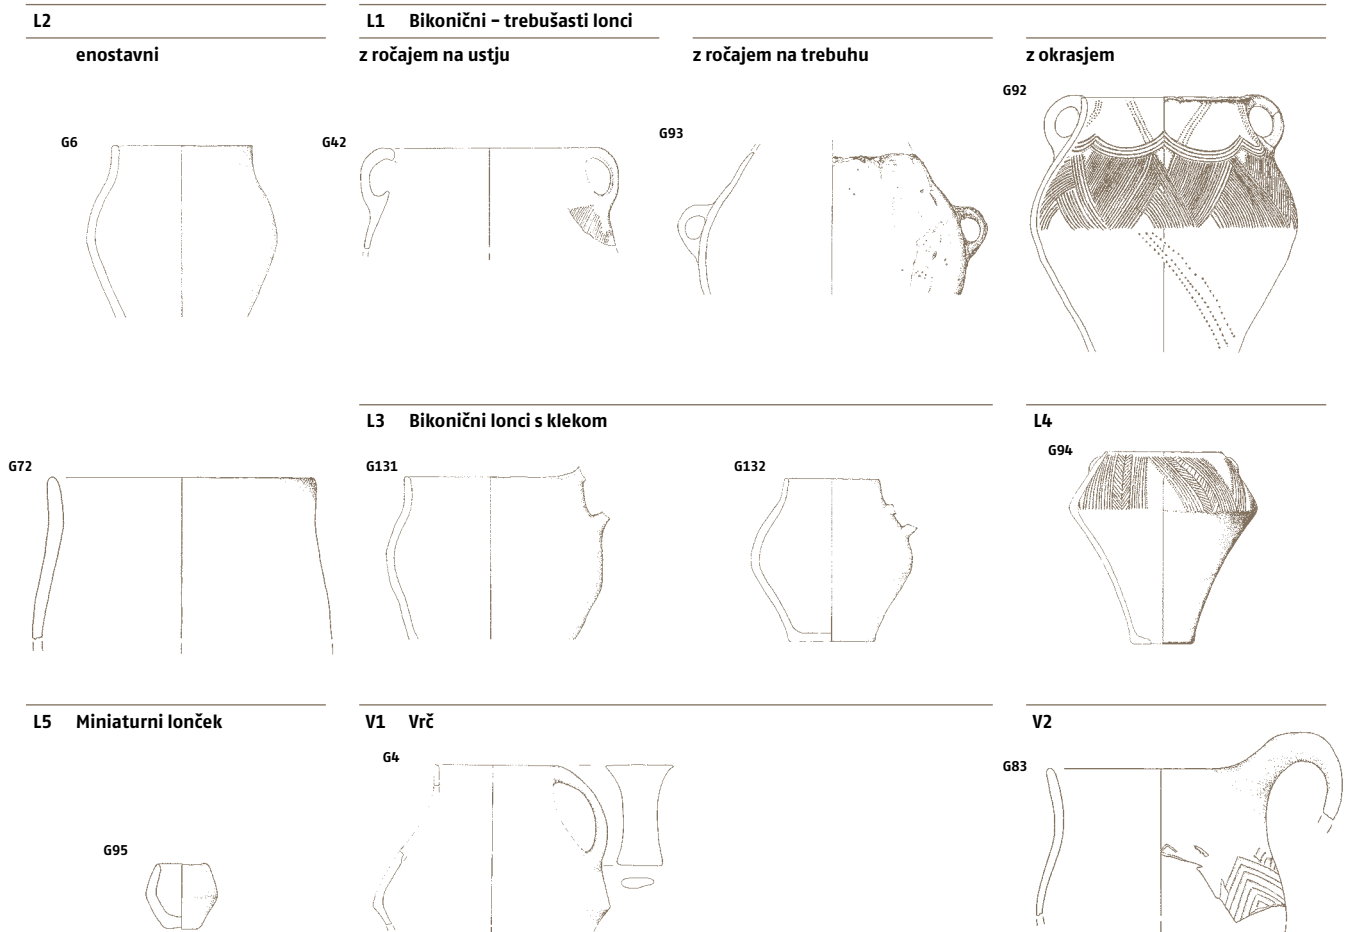 L2
L1 Bikonični – trebušasti lonci
enostavni
z ročajem na ustju
z ročajem na trebuhu
z okrasjem
G92
G6
G42
G93
L3 Bikonični lonci s klekom
L4
G94
G72
G131
G132
L5 Miniaturni lonček
V1 Vrč
V2
G4
G83
G95